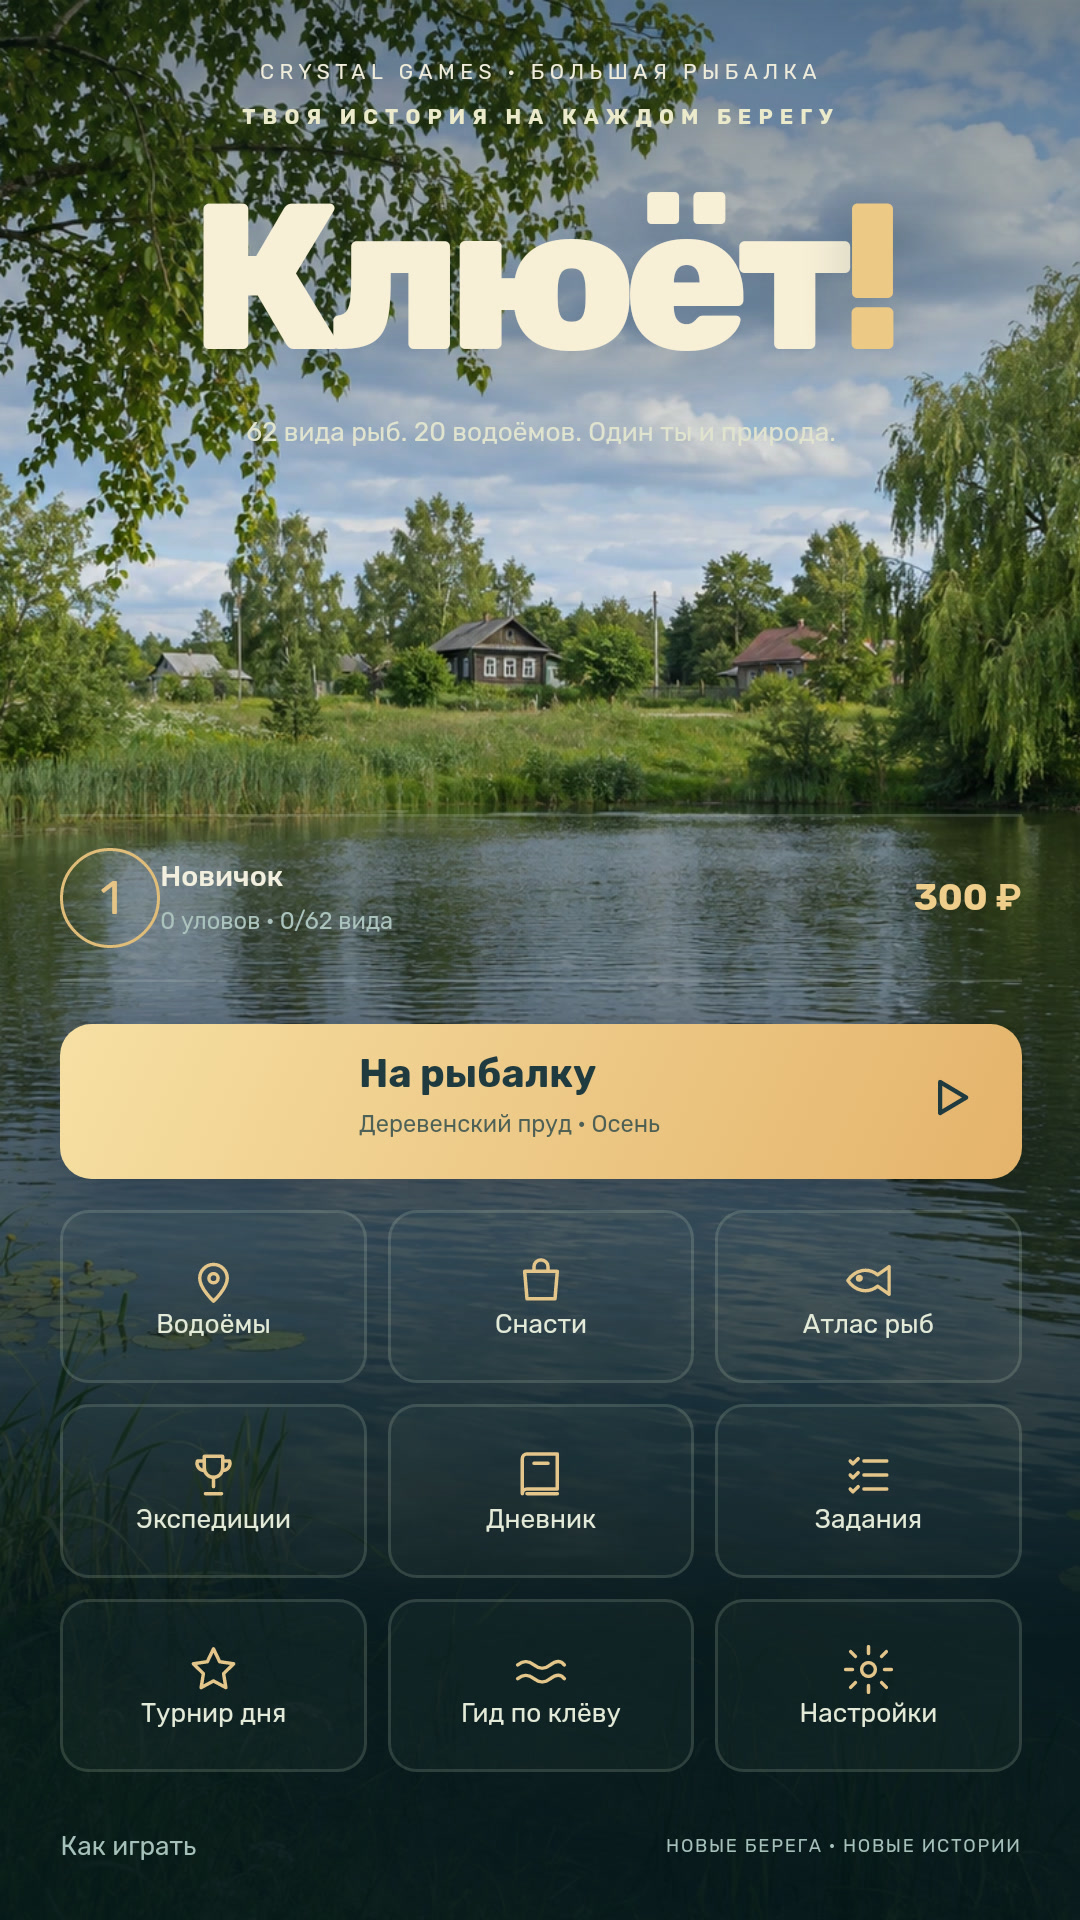 CRYSTAL GAMES • БОЛЬШАЯ РЫБАЛКА
ТВОЯ ИСТОРИЯ НА КАЖДОМ БЕРЕГУ
Клюёт!
62 вида рыб. 20 водоёмов. Один ты и природа.
1
Новичок
0 уловов • 0/62 вида
300 ₽
На рыбалку
Деревенский пруд • Осень
Водоёмы
Снасти
Атлас рыб
Экспедиции
Дневник
Задания
Турнир дня
Гид по клёву
Настройки
Как играть
НОВЫЕ БЕРЕГА • НОВЫЕ ИСТОРИИ